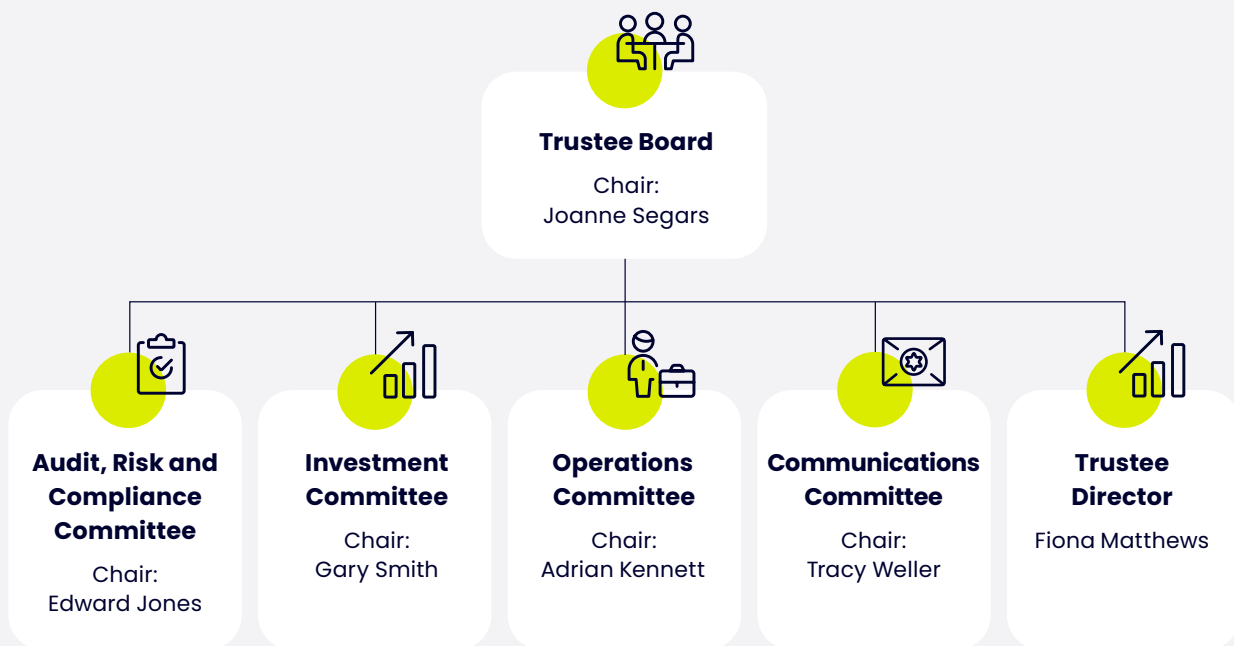 Trustee Board
Chair:
Joanne Segars
Audit, Risk and
Compliance
Committee
Chair:
Edward Jones
Investment
Committee
Chair:
Gary Smith
Operations
Committee
Chair:
Adrian Kennett
Communications
Committee
Chair:
Tracy Weller
Trustee
Director
Fiona Matthews